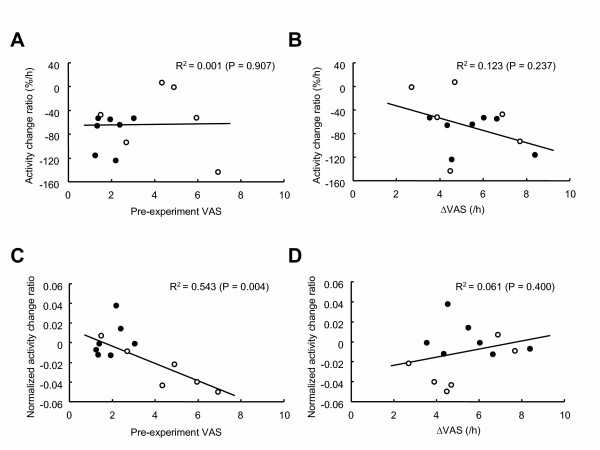 A
R² = 0.001 (P = 0.907)
Activity change ratio (%/h)
40
0
-40
-80
-120
-160
0 2 4 6 8 10
Pre-experiment VAS
B
R² = 0.123 (P = 0.237)
Activity change ratio (%/h)
40
0
-40
-80
-120
-160
0 2 4 6 8 10
ΔVAS (/h)
C
R² = 0.543 (P = 0.004)
Normalized activity change ratio
0.06
0.04
0.02
0
-0.02
-0.04
-0.06
0 2 4 6 8 10
Pre-experiment VAS
D
R² = 0.061 (P = 0.400)
Normalized activity change ratio
0.06
0.04
0.02
0
-0.02
-0.04
-0.06
0 2 4 6 8 10
ΔVAS (/h)